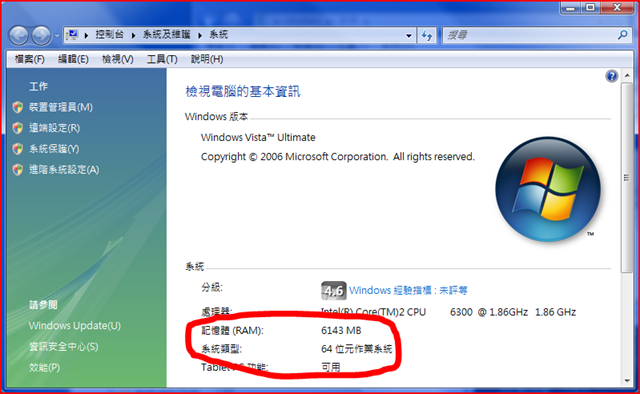 控制台 ▸ 系統及維護 ▸ 系統
搜尋
檔案(F) 編輯(E) 檢視(V) 工具(T) 說明(H)
工作
裝置管理員(M)
遠端設定(R)
系統保護(Y)
進階系統設定(A)
請參閱
Windows Update(U)
資訊安全中心(S)
效能(P)
檢視電腦的基本資訊
Windows 版本
Windows Vista™ Ultimate
Copyright © 2006 Microsoft Corporation. All rights reserved.
TM
系統
分級: 4.6 Windows 經驗指標 : 未評等
處理器: Intel(R) Core(TM)2 CPU 6300 @ 1.86GHz 1.86 GHz
記憶體 (RAM): 6143 MB
系統類型: 64 位元作業系統
Tablet PC 功能: 可用